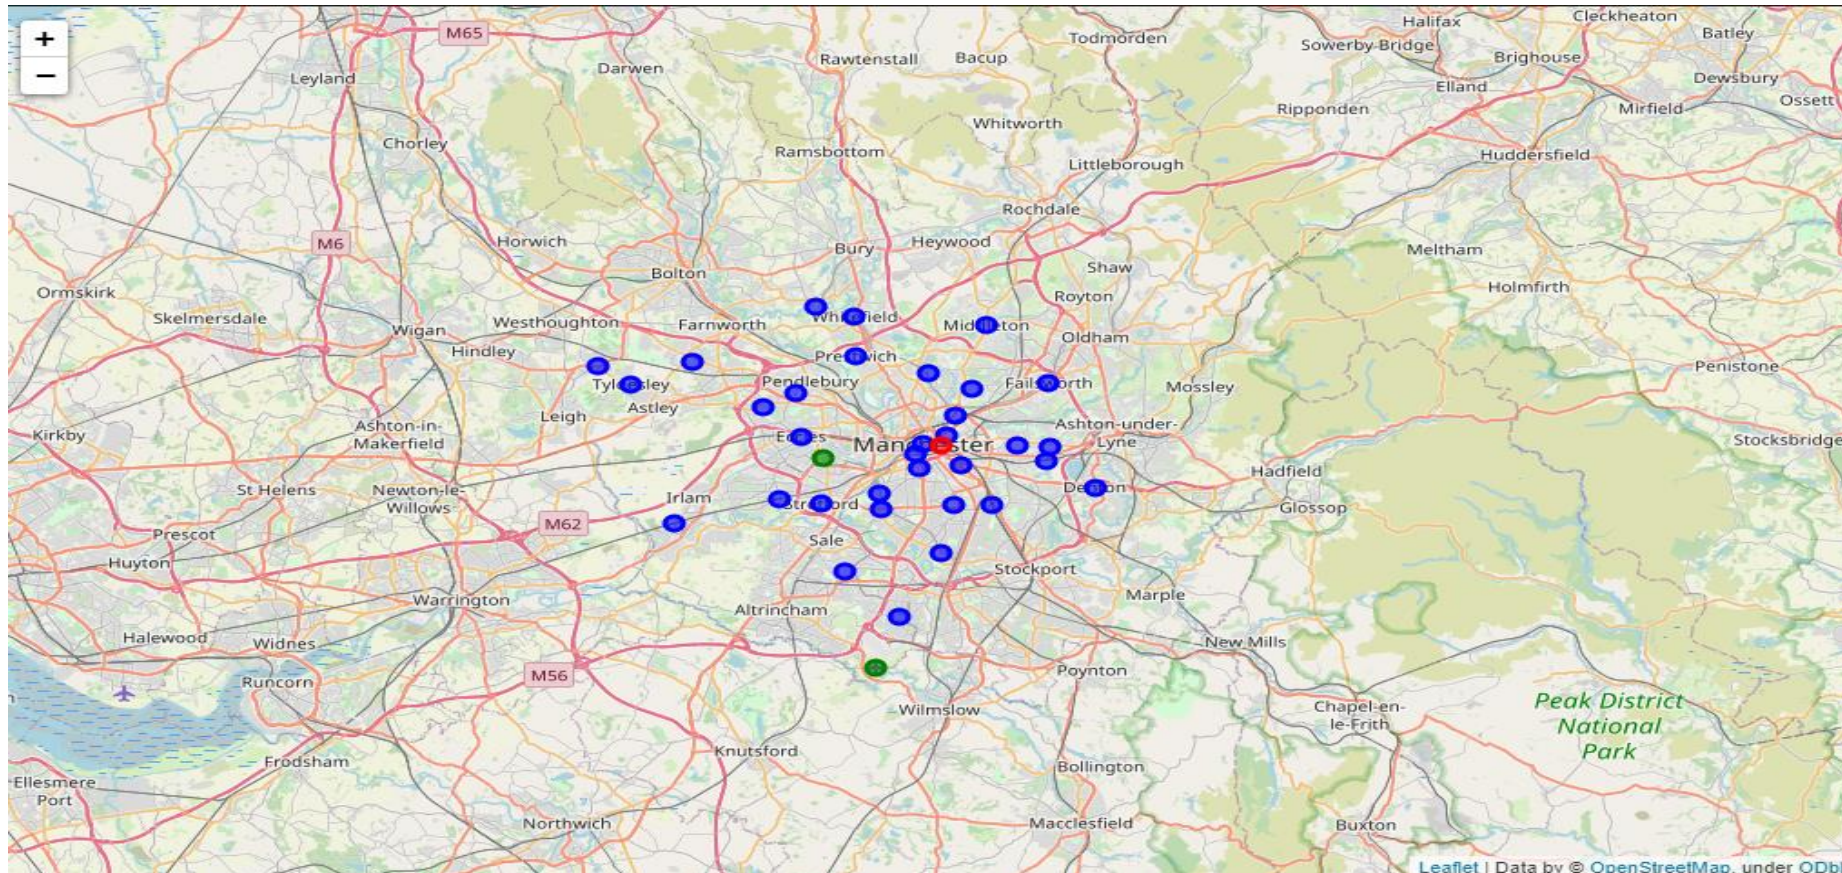 +
−
M65
Halifax
Cleckheaton
Todmorden
Sowerby Bridge
Batley
Rawtenstall
Bacup
Brighouse
Darwen
Leyland
Dewsbury
Elland
Ossett
Ripponden
Mirfield
Whitworth
Chorley
Ramsbottom
Huddersfield
Littleborough
Rochdale
M6
Horwich
Bury
Heywood
Meltham
Shaw
Bolton
Ormskirk
Holmfirth
Royton
Skelmersdale
Westhoughton
Farnworth
Wigan
Oldham
Hindley
Penistone
Pendlebury
Mossley
Astley
Leigh
Ashton-in-
Makerfield
Ashton-under-
Lyne
Kirkby
Stocksbridge
Hadfield
St Helens
Newton-le-
Willows
Irlam
Glossop
M62
Prescot
Sale
Huyton
Stockport
Warrington
Marple
Altrincham
Halewood
Widnes
New Mills
Poynton
M56
Runcorn
Peak District
National
Park
Wilmslow
Chapel-en-
le-Frith
Knutsford
Frodsham
Bollington
Ellesmere
Port
Northwich
Macclesfield
Buxton
Leaflet | Data by © OpenStreetMap, under ODb